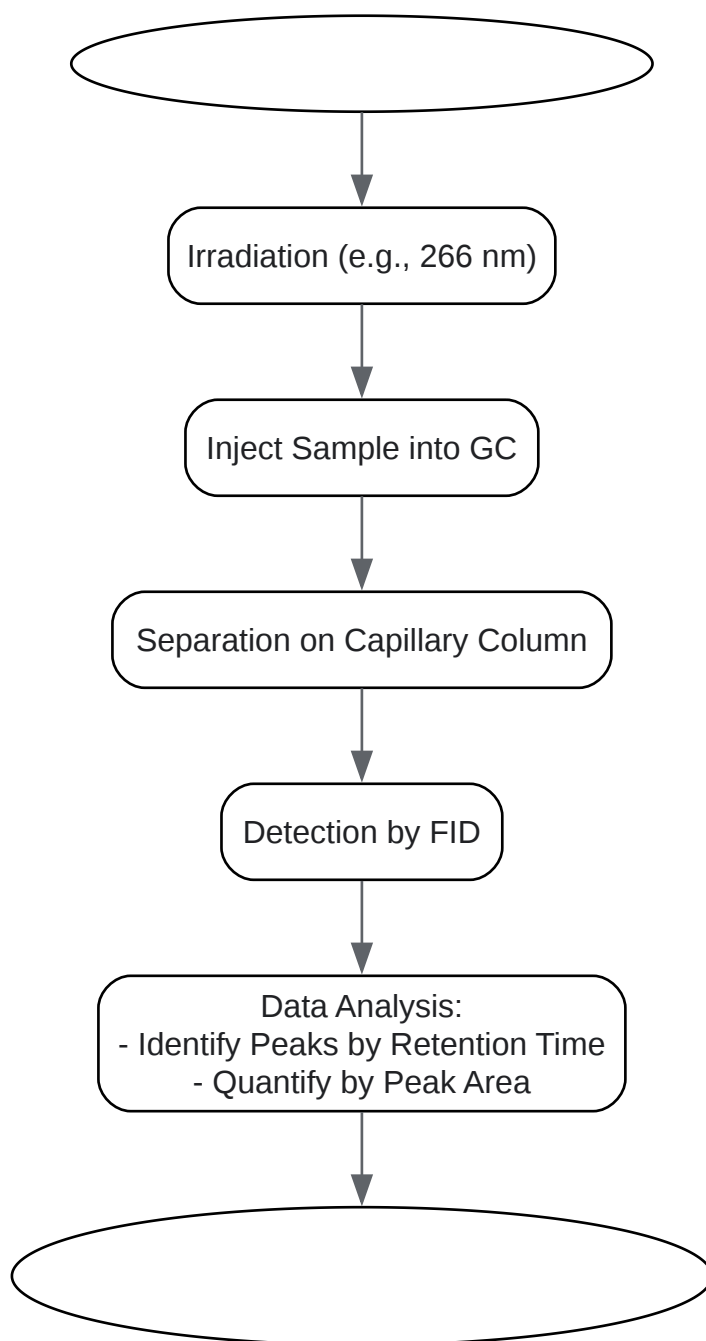 Irradiation (e.g., 266 nm)
Inject Sample into GC
Separation on Capillary Column
Detection by FID
Data Analysis:
- Identify Peaks by Retention Time
- Quantify by Peak Area